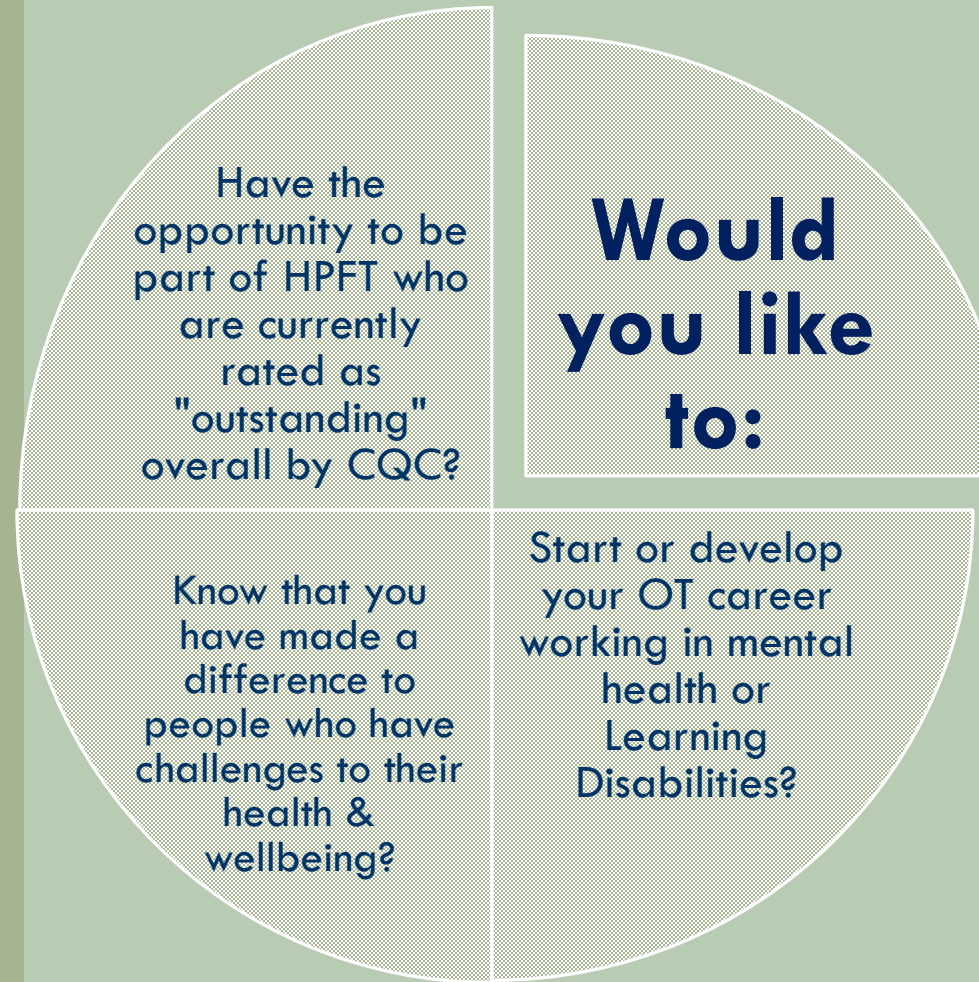 Would
you like
to:
Start or develop
your OT career
working in mental
health or
Learning
Disabilities?
Know that you
have made a
difference to
people who have
challenges to their
health &
wellbeing?
Have the
opportunity to be
part of HPFT who
are currently
rated as
"outstanding"
overall by CQC?